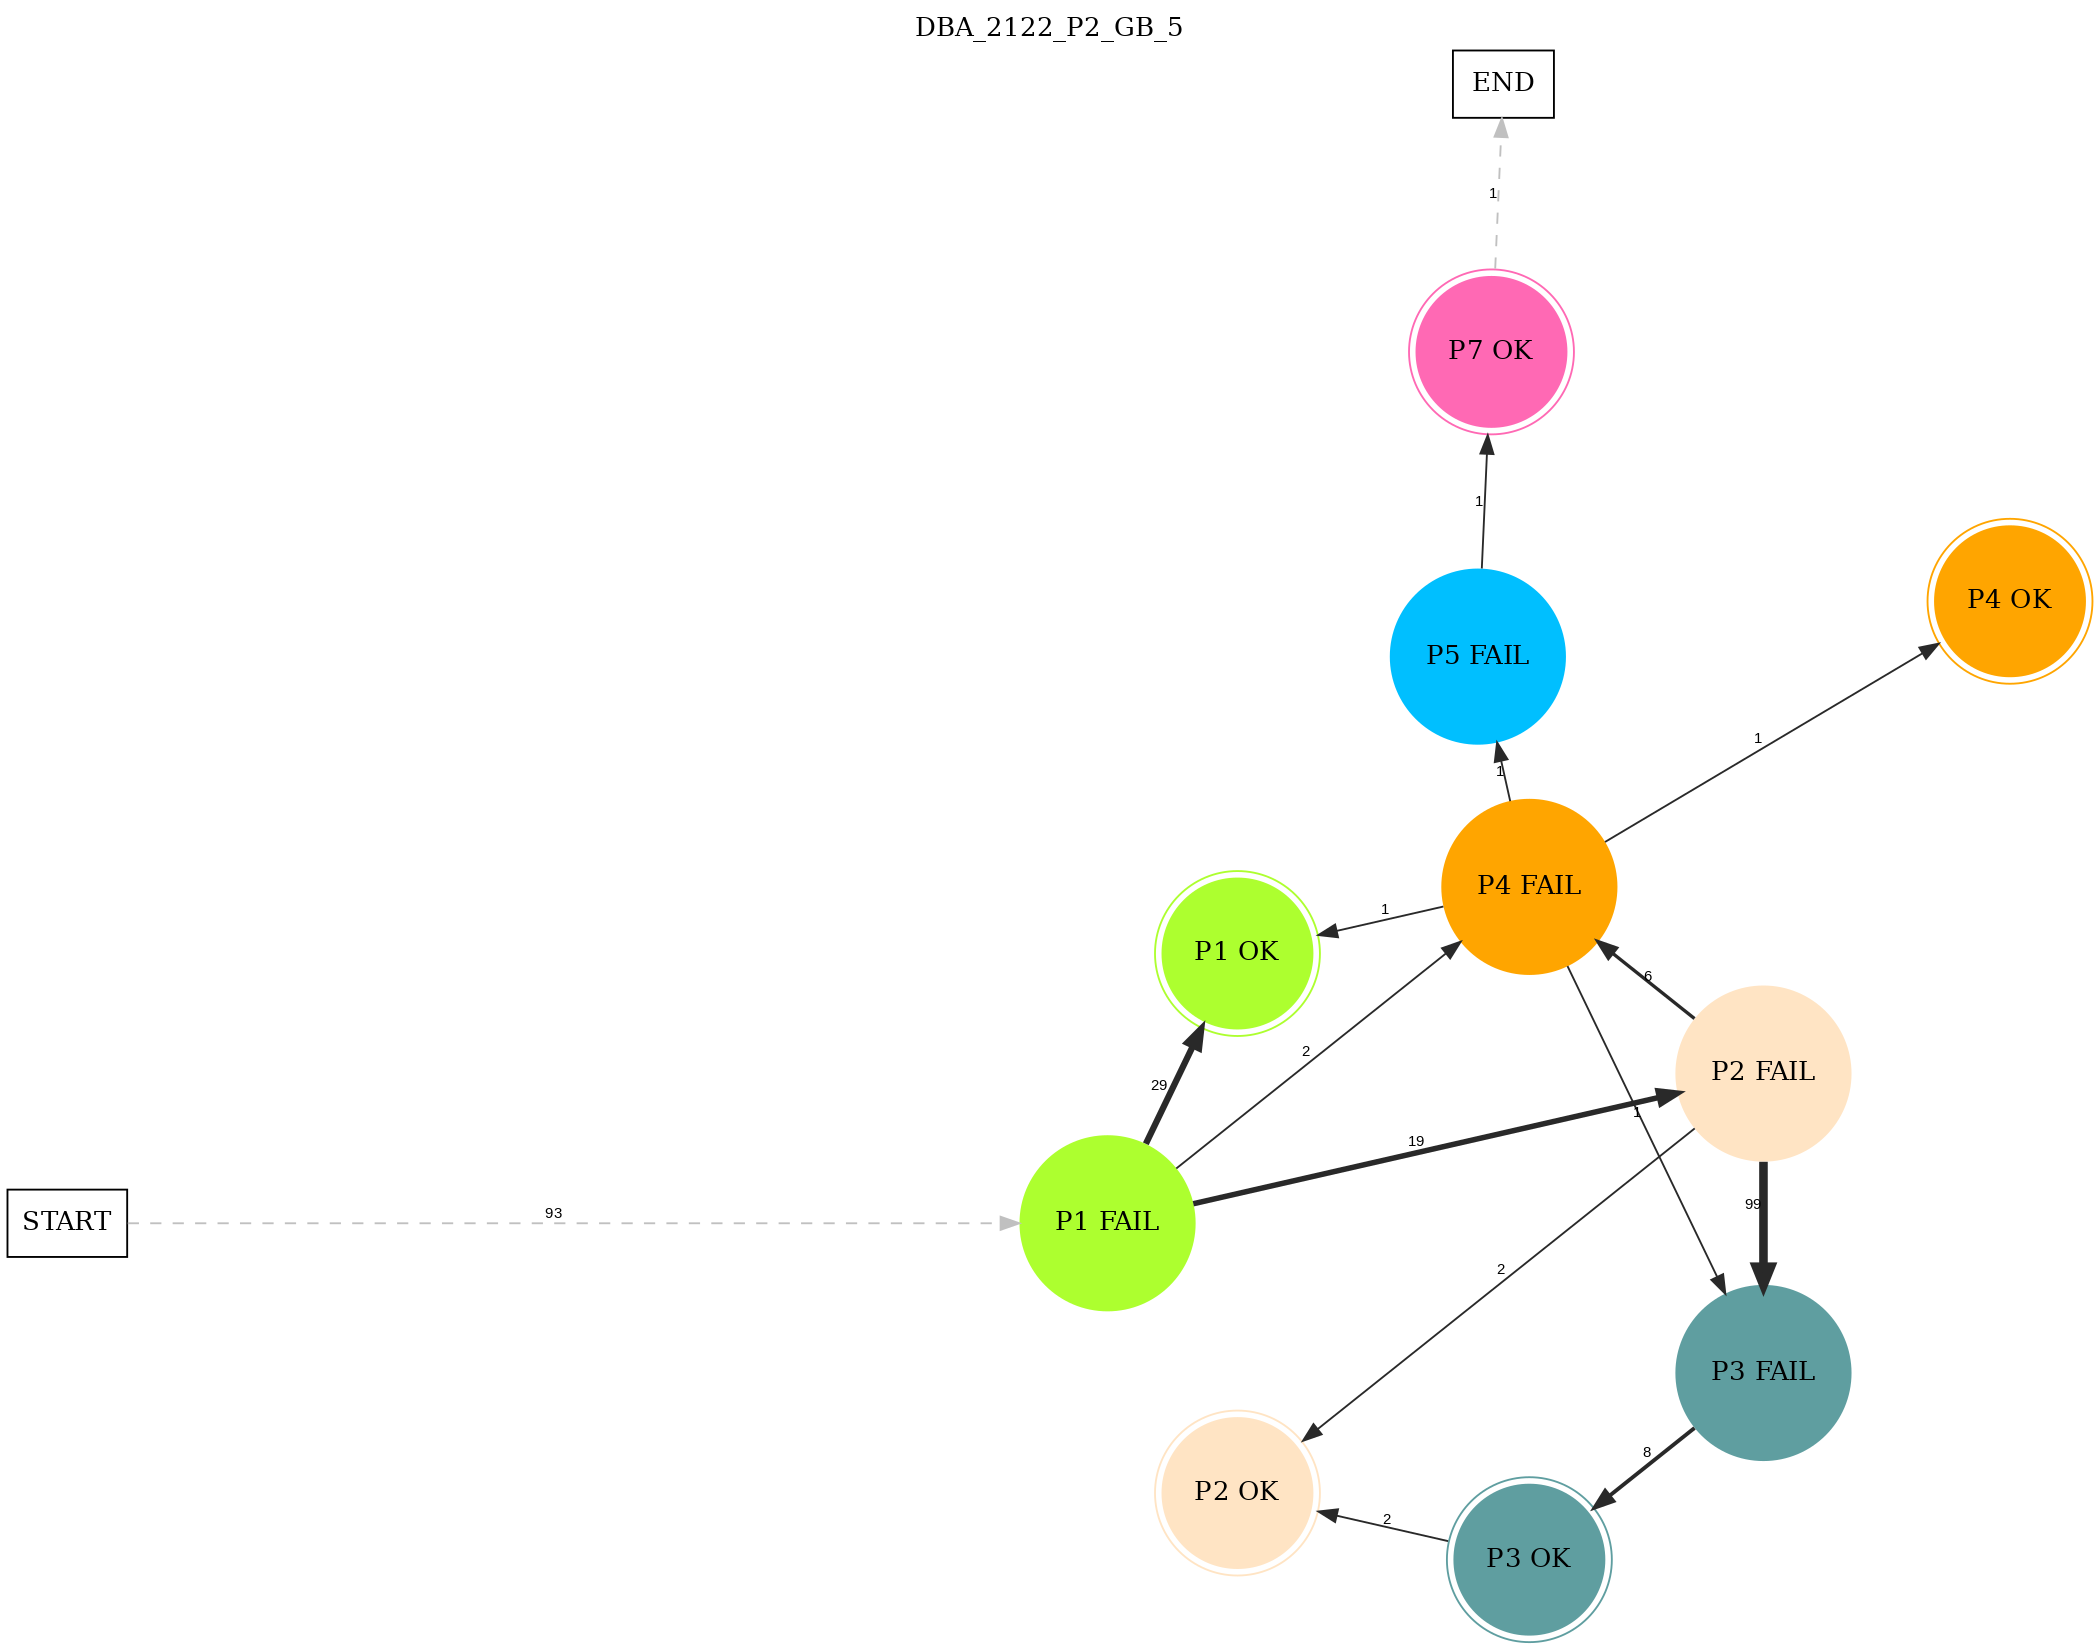 DBA_2122_P2_GB_5
END
1
P7 OK
1
P5 FAIL
P4 OK
1
1
P4 FAIL
1
P1 OK
6
2
P2 FAIL
29
1
19
99
START
93
P1 FAIL
2
P3 FAIL
8
P2 OK
2
P3 OK